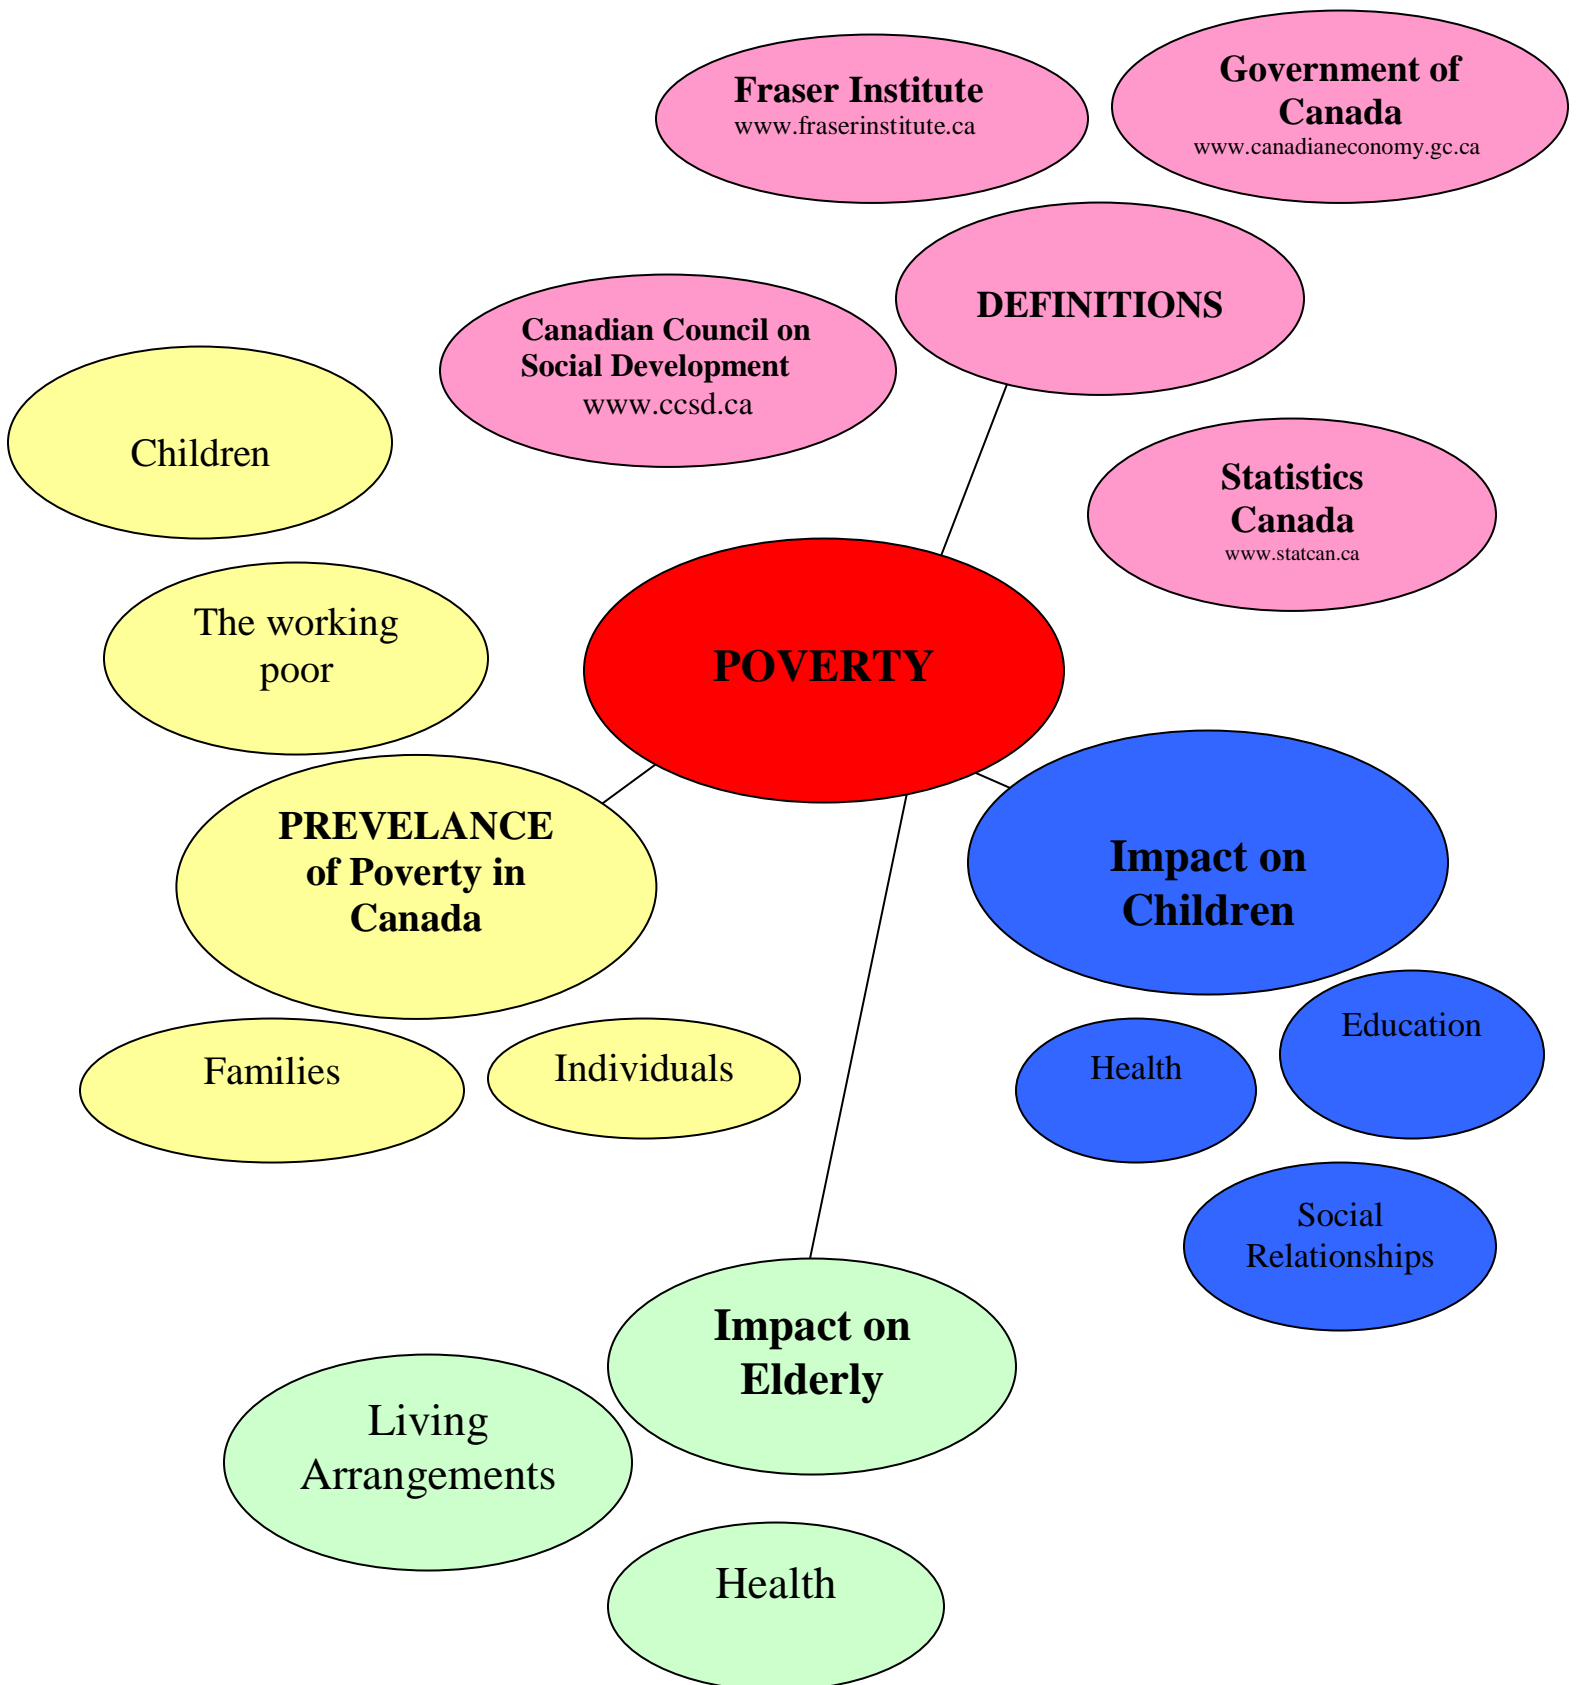 Fraser Institute
www.fraserinstitute.ca
Government of
Canada
www.canadianeconomy.gc.ca
DEFINITIONS
Canadian Council on
Social Development
www.ccsd.ca
Children
Statistics
Canada
www.statcan.ca
The working
poor
POVERTY
PREVELANCE
of Poverty in
Canada
Impact on
Children
Families
Individuals
Health
Education
Social
Relationships
Impact on
Elderly
Living
Arrangements
Health